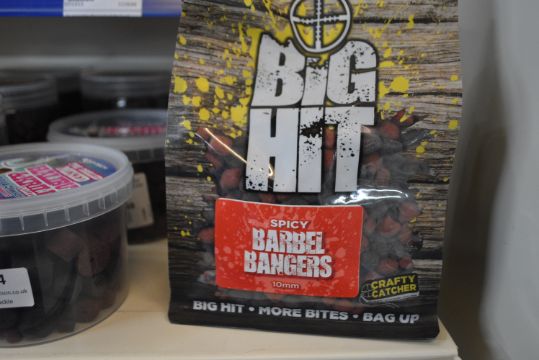 BIG
HIT
SPICY
BARBEL
BANGERS
10mm
CRAFTY
CATCHER
BIG HIT • MORE BITES • BAG UP